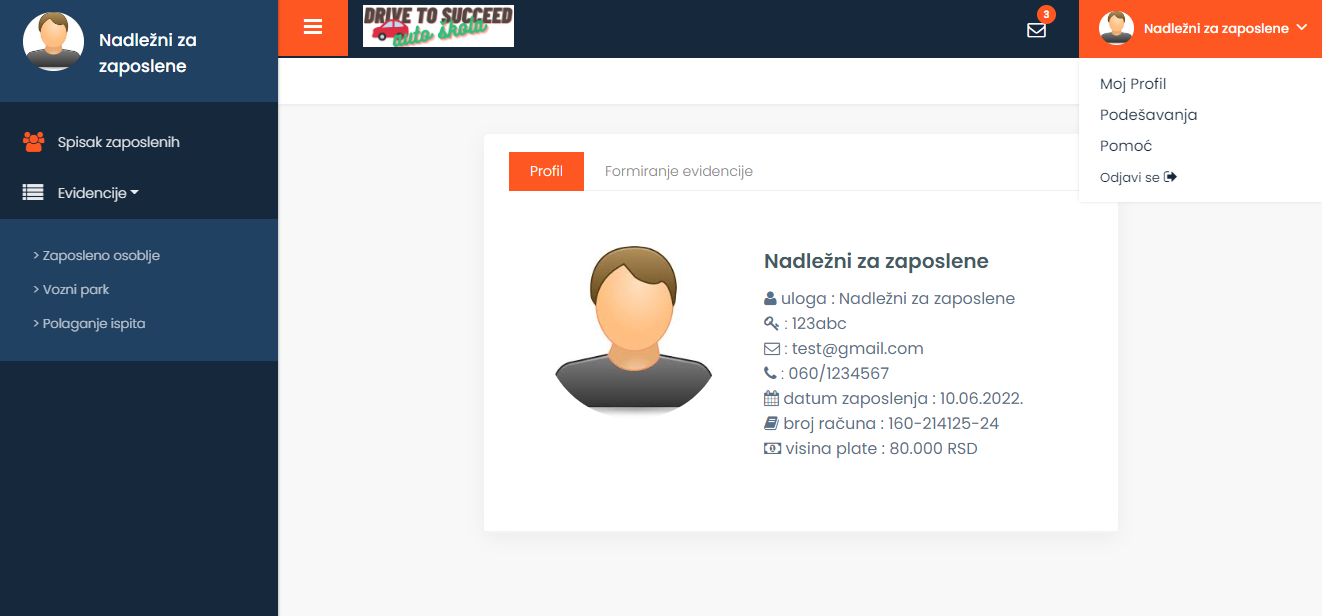 Nadležni za
zaposlene
Spisak zaposlenih
Evidencije
> Zaposleno osoblje
> Vozni park
> Polaganje ispita
DRIVE TO SUCCEED
auto škola
3
Nadležni za zaposlene
Moj Profil
Podešavanja
Pomoć
Odjavi se
Profil
Formiranje evidencije
Nadležni za zaposlene
uloga : Nadležni za zaposlene
: 123abc
: test@gmail.com
: 060/1234567
datum zaposlenja : 10.06.2022.
broj računa : 160-214125-24
visina plate : 80.000 RSD